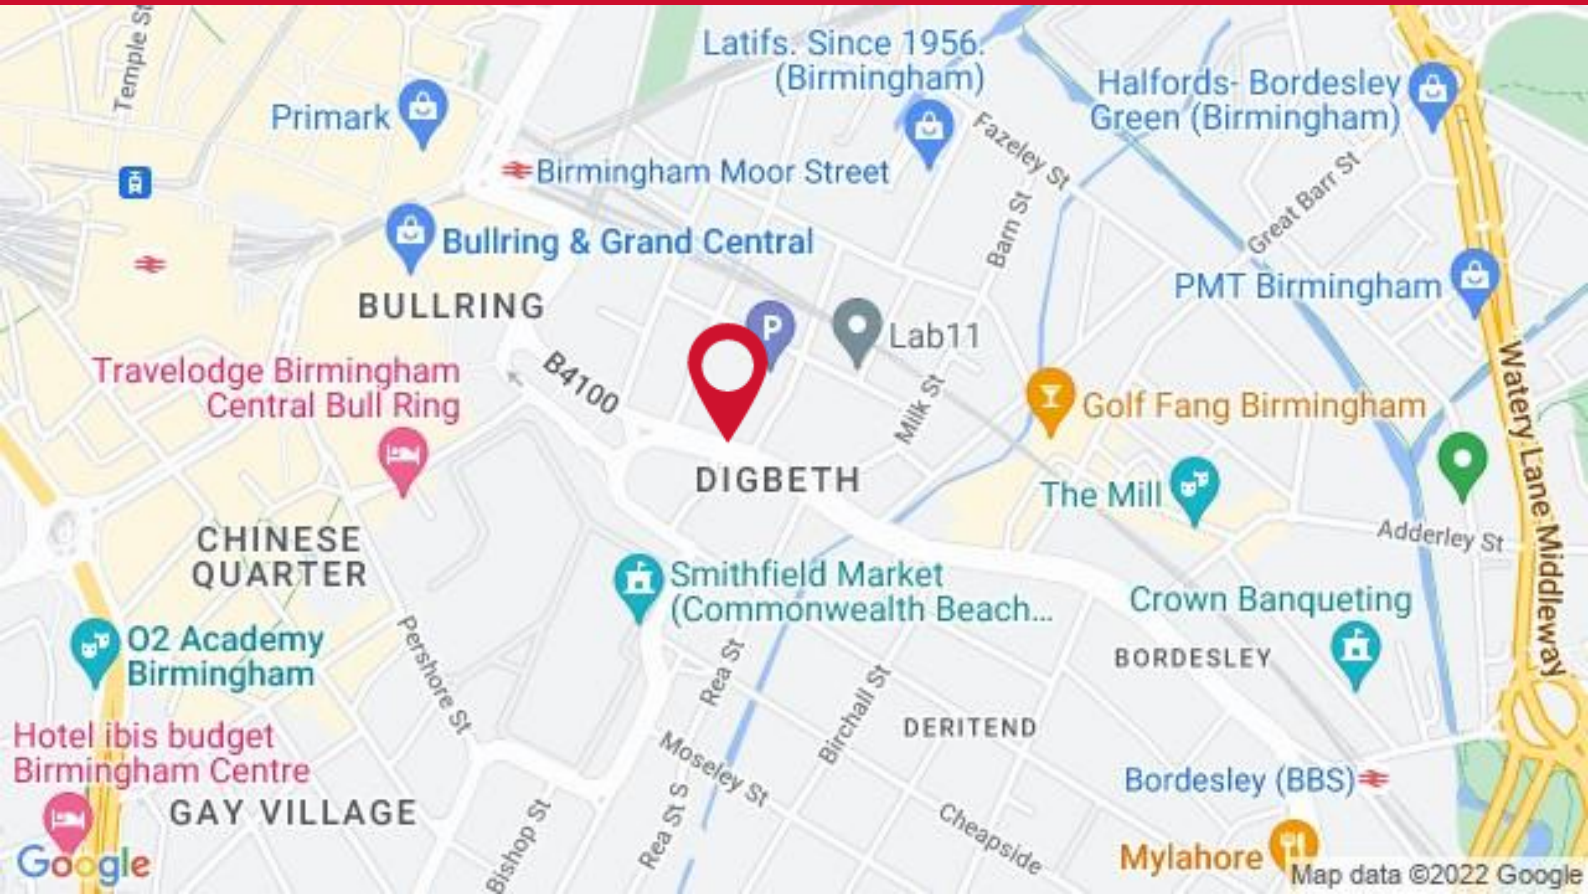 Temple St
Latifs. Since 1956.
(Birmingham)
Halfords- Bordesley
Green (Birmingham)
Primark
Fazeley St
Birmingham Moor Street
Great Barr St
Barn St
Bullring & Grand Central
PMT Birmingham
BULLRING
P
Lab11
Travelodge Birmingham
Central Bull Ring
B4100
Milk St
Golf Fang Birmingham
Watery Lane Middleway
DIGBETH
The Mill
Adderley St
CHINESE
QUARTER
Smithfield Market
(Commonwealth Beach...
Crown Banqueting
O2 Academy
Birmingham
Pershore St
Rea St
BORDESLEY
Birchall St
DERITEND
Hotel ibis budget
Birmingham Centre
Moseley St
Bordesley (BBS)
GAY VILLAGE
Bishop St
Rea St S
Cheapside
Mylahore
Google
Map data ©2022 Google